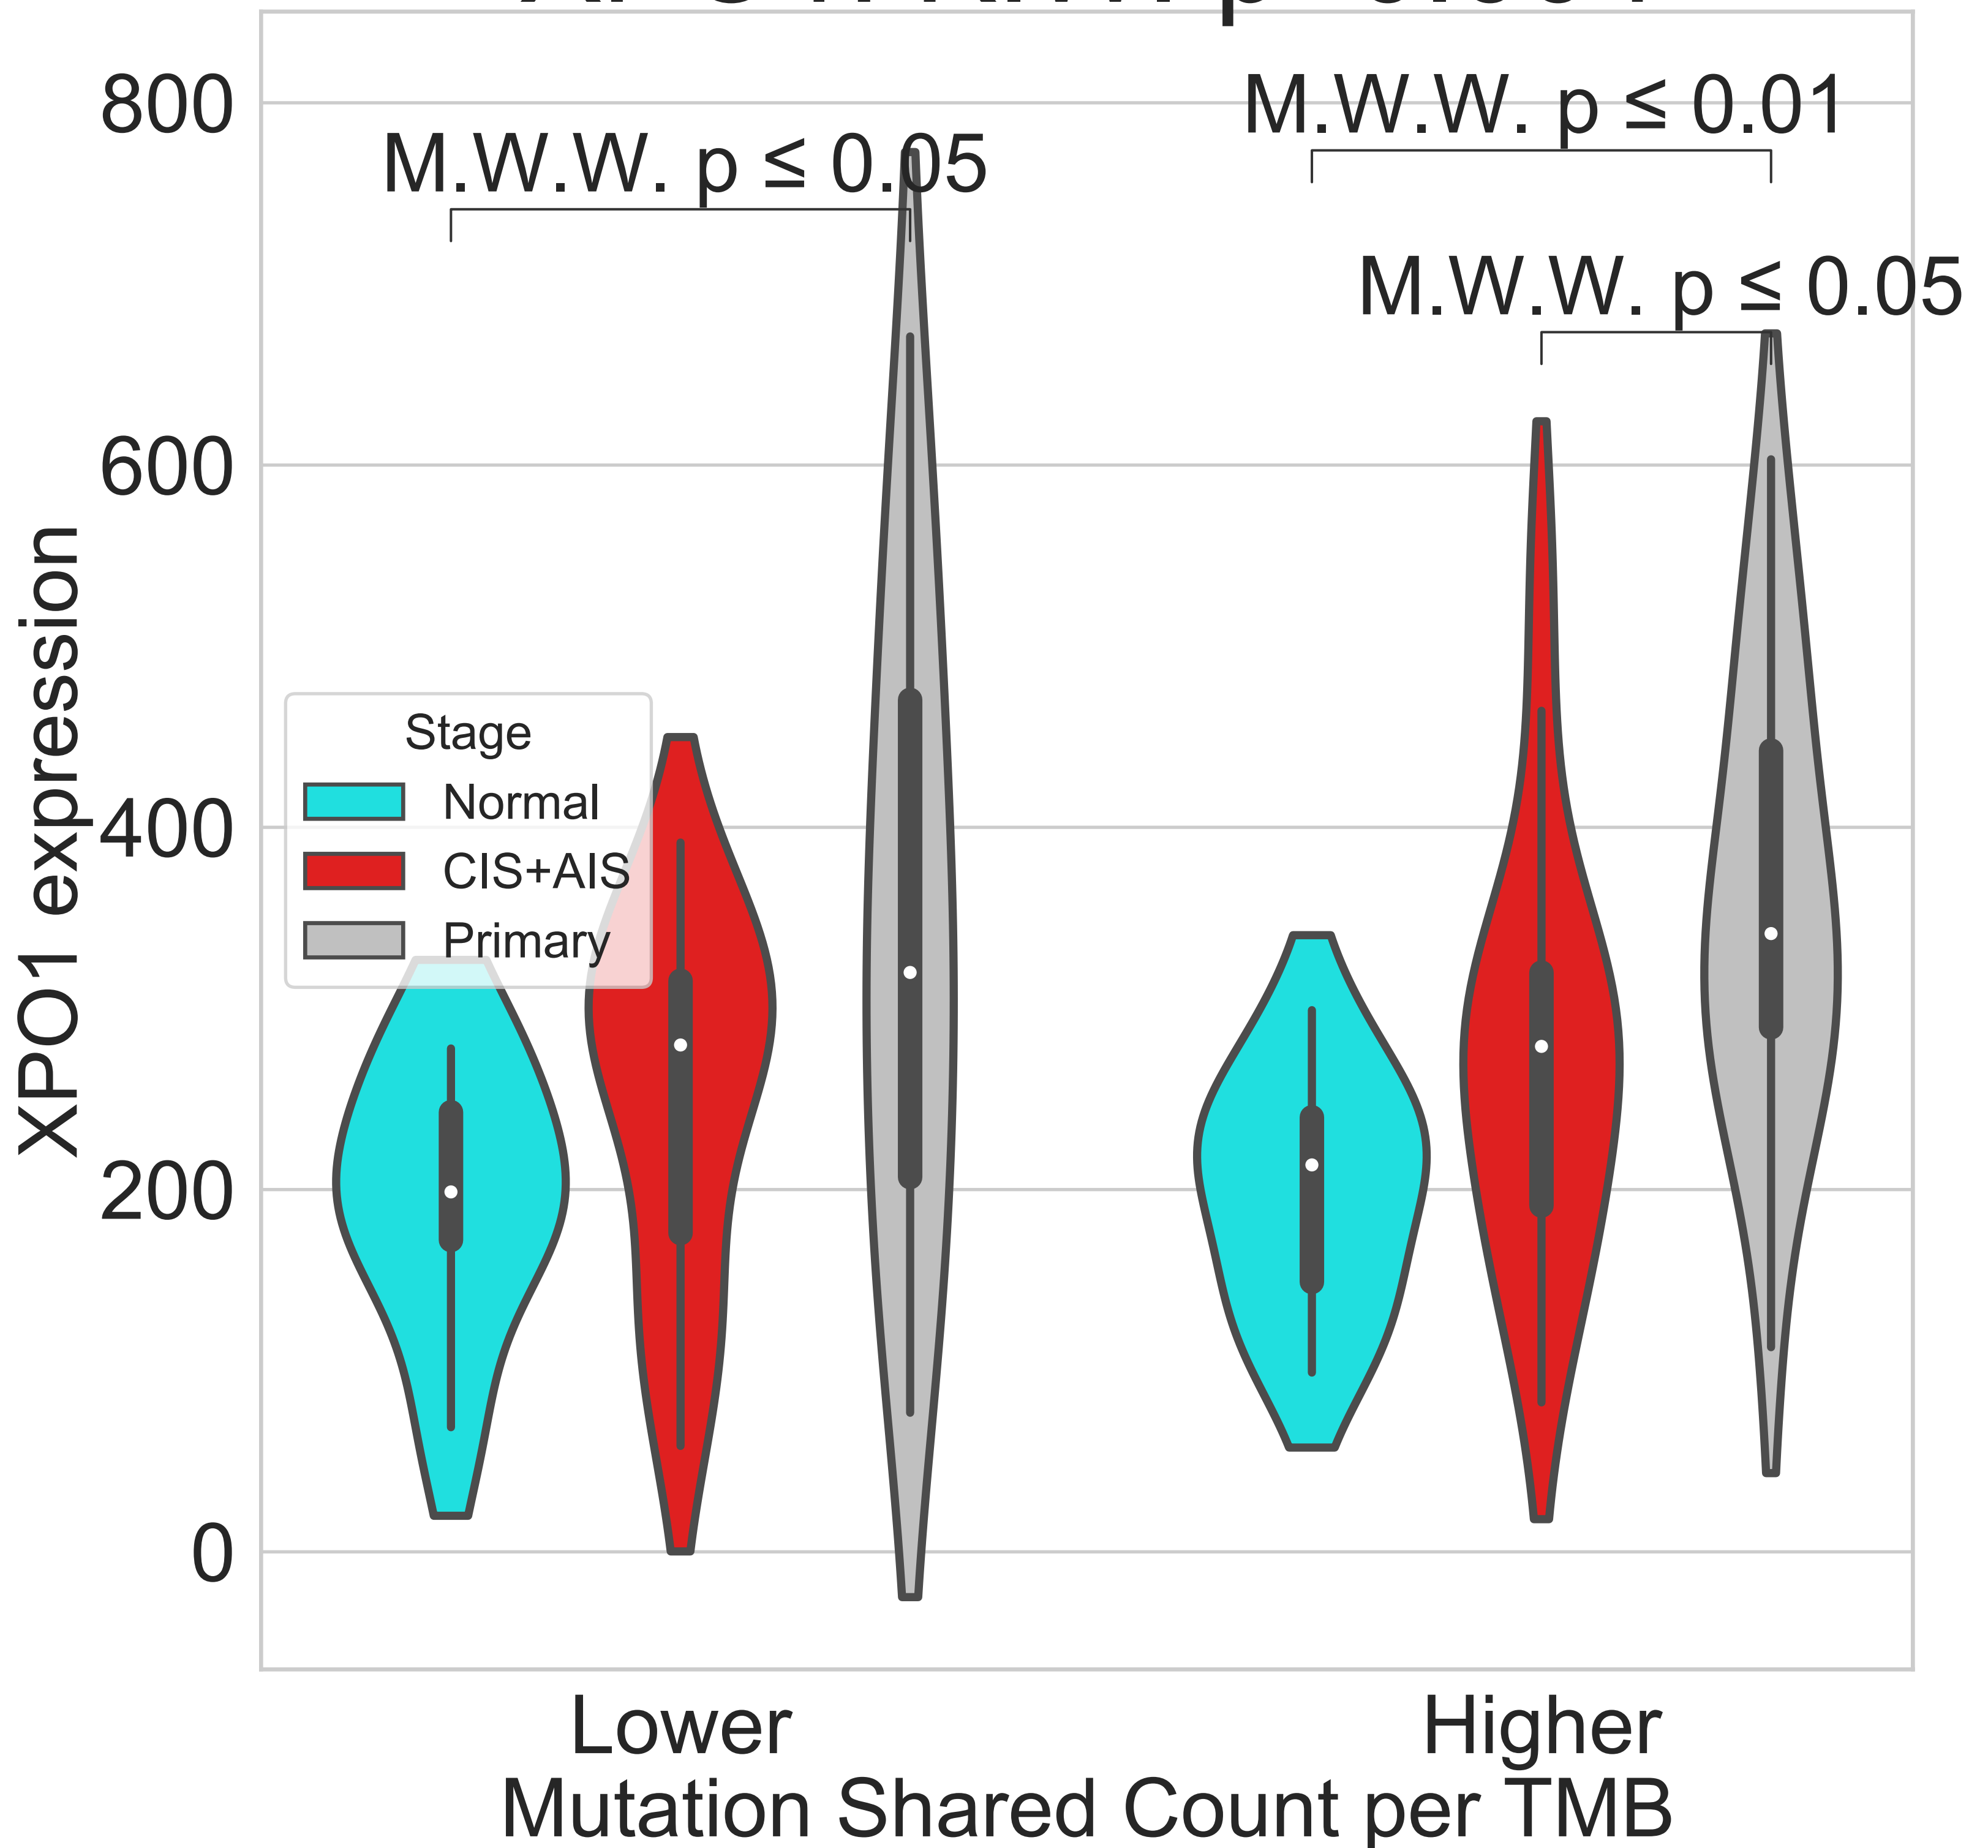 M.W.W. p ≤ 0.01
M.W.W. p ≤ 0.05
M.W.W. p ≤ 0.05
800
600
400
200
0
XPO1 expression
Stage
Normal
CIS+AIS
Primary
Lower
Higher
Mutation Shared Count per TMB